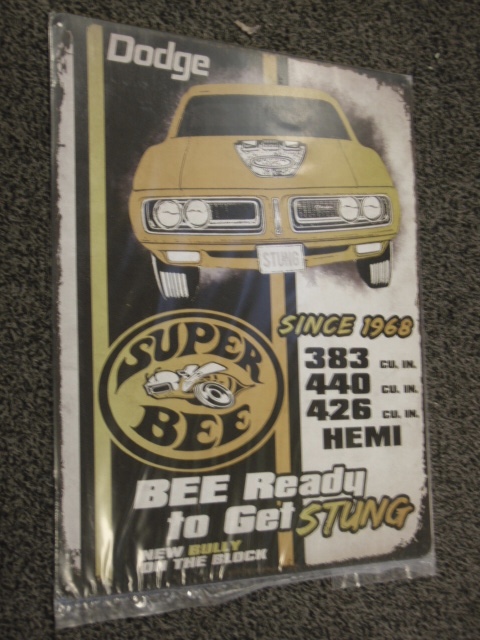 Dodge
STUNG
SINCE 1968
383 CU. IN.
440 CU. IN.
426 CU. IN.
HEMI
SUPER
BEE
BEE Ready
to Get STUNG
NEW BULLY
ON THE BLOCK